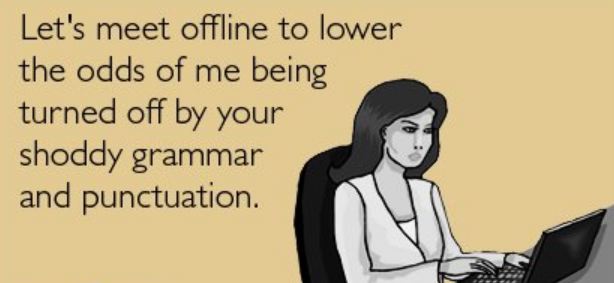 Let's meet offline to lower
the odds of me being
turned off by your
shoddy grammar
and punctuation.